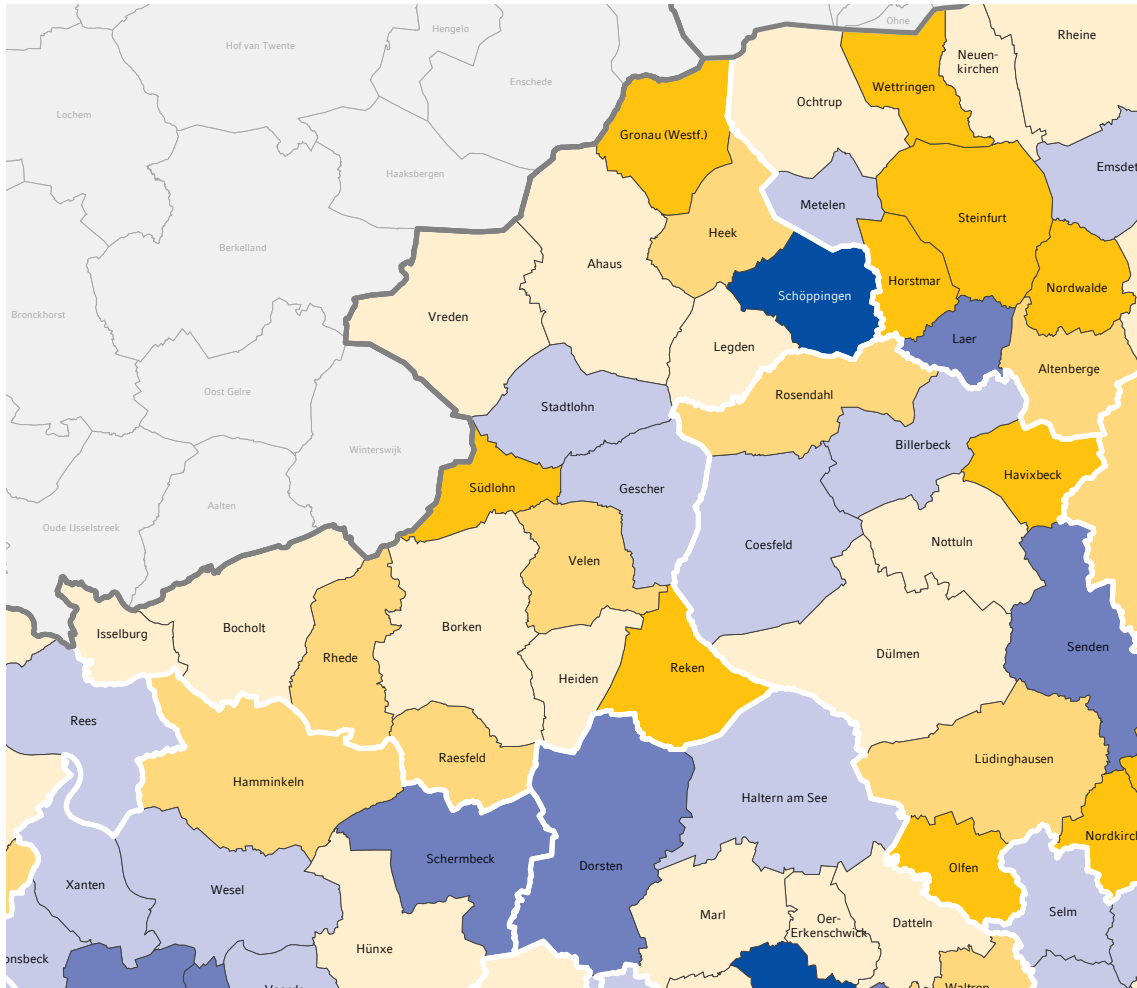 Ohne
Hengelo
Rheine
Hof van Twente
Neuen-
kirchen
Enschede
Wettringen
Ochtrup
Lochem
Gronau (Westf.)
Emsdet
Haaksbergen
Metelen
Steinfurt
Heek
Berkelland
Ahaus
Horstmar
Nordwalde
Schöppingen
Bronckhorst
Vreden
Laer
Legden
Altenberge
Oost Gelre
Rosendahl
Stadtlohn
Billerbeck
Winterswijk
Havixbeck
Südlohn
Gescher
Aalten
Oude IJsselstreek
Nottuln
Coesfeld
Velen
Isselburg
Bocholt
Borken
Senden
Dülmen
Rhede
Reken
Heiden
Rees
Raesfeld
Lüdinghausen
Hamminkeln
Haltern am See
Nordkirch
Schermbeck
Dorsten
Olfen
Xanten
Wesel
Selm
Marl
Oer-
Erkenschwick
Datteln
Hünxe
onsbeck
Voerde
Waltrop